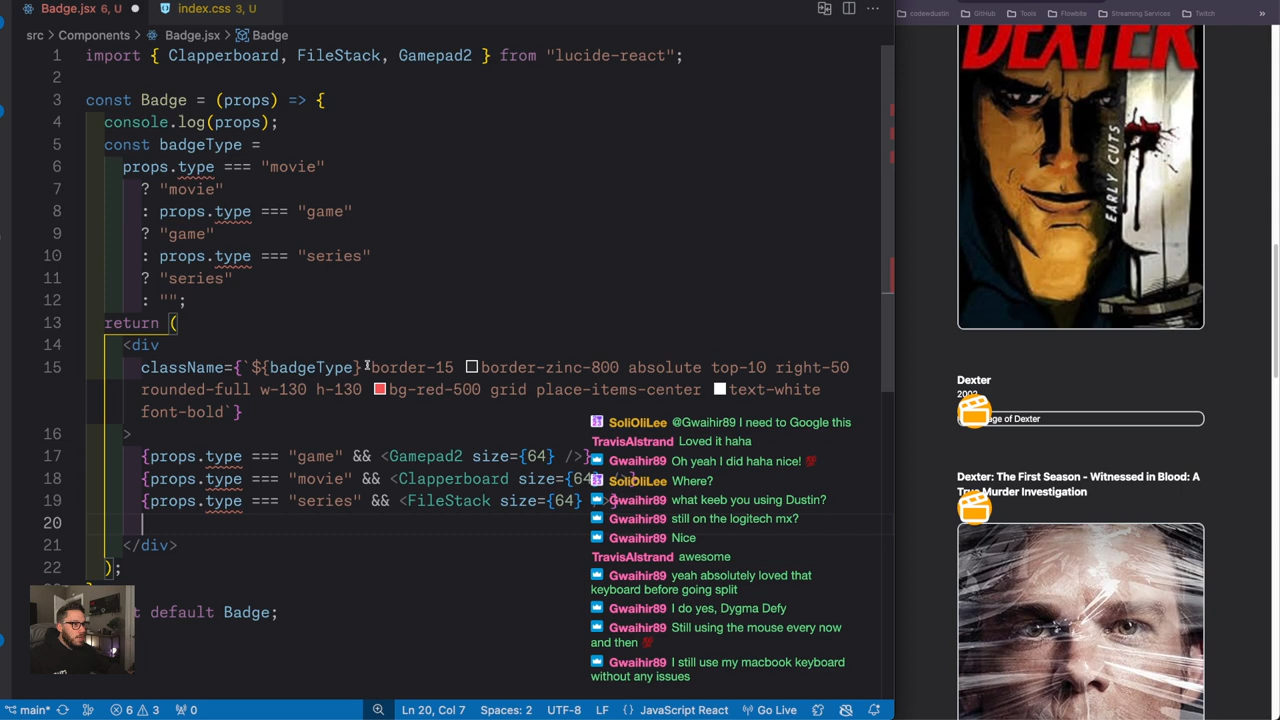 Badge.jsx 6, U
index.css 3, U
src > Components > Badge.jsx > Badge
1 import { Clapperboard, FileStack, Gamepad2 } from "lucide-react";
2
3 const Badge = (props) => {
4 console.log(props);
5 const badgeType =
6 props.type === "movie"
7 ? "movie"
8 : props.type === "game"
9 ? "game"
10 : props.type === "series"
11 ? "series"
12 : "";
13 return (
14 <div
15 className={`${badgeType} border-15 border-zinc-800 absolute top-10 right-50
rounded-full w-130 h-130 bg-red-500 grid place-items-center text-white
font-bold`}
16 >
17 {props.type === "game" && <Gamepad2 size={64} />}
18 {props.type === "movie" && <Clapperboard size={64
19 {props.type === "series" && <FileStack size={64}
20
21 </div>
22 );
t default Badge;
SoliOliLee @Gwaihir89 I need to Google this
TravisAlstrand Loved it haha
Gwaihir89 Oh yeah I did haha nice! 💯
SoliOliLee Where?
Gwaihir89 what keeb you using Dustin?
Gwaihir89 still on the logitech mx?
Gwaihir89 Nice
TravisAlstrand awesome
Gwaihir89 yeah absolutely loved that
keyboard before going split
Gwaihir89 I do yes, Dygma Defy
Gwaihir89 Still using the mouse every now
and then 💯
Gwaihir89 I still use my macbook keyboard
without any issues
main* 6 3 0
Ln 20, Col 7 Spaces: 2 UTF-8 LF {} JavaScript React Go Live
codewdustin GitHub Tools Flowbite Streaming Services Twitch »
DEXTER
EARLY CUTS
Dexter
age of Dexter
Dexter: The First Season - Witnessed in Blood: A
True Murder Investigation